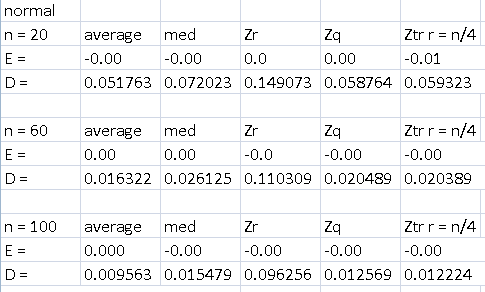 normal
n = 20 average med Zr Zq Ztr r = n/4
E = -0.00 -0.00 0.0 0.00 -0.01
D = 0.051763 0.072023 0.149073 0.058764 0.059323
n = 60 average med Zr Zq Ztr r = n/4
E = 0.00 0.00 -0.0 -0.00 -0.00
D = 0.016322 0.026125 0.110309 0.020489 0.020389
n = 100 average med Zr Zq Ztr r = n/4
E = 0.000 -0.00 -0.00 -0.00 -0.00
D = 0.009563 0.015479 0.096256 0.012569 0.012224